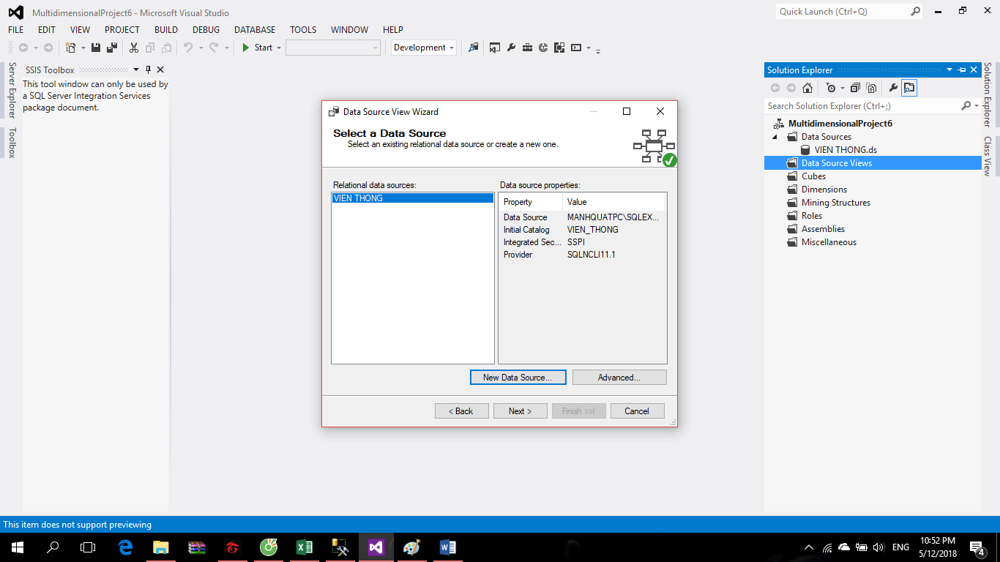 MultidimensionalProject6 - Microsoft Visual Studio
Quick Launch (Ctrl+Q)
FILE EDIT VIEW PROJECT BUILD DEBUG DATABASE TOOLS WINDOW HELP
Start
Development
Server Explorer
Toolbox
SSIS Toolbox
This tool window can only be used by
a SQL Server Integration Services
package document.
Data Source View Wizard
Select a Data Source
Select an existing relational data source or create a new one.
Relational data sources:
VIEN THONG
Data source properties:
Property Value
Data Source MANHQUATPC\SQLEX...
Initial Catalog VIEN_THONG
Integrated Sec... SSPI
Provider SQLNCLI11.1
New Data Source...
Advanced...
< Back
Next >
Finish >>|
Cancel
Solution Explorer
Search Solution Explorer (Ctrl+;)
MultidimensionalProject6
Data Sources
VIEN THONG.ds
Data Source Views
Cubes
Dimensions
Mining Structures
Roles
Assemblies
Miscellaneous
Solution Explorer
Class View
This item does not support previewing
ENG
10:52 PM
5/12/2018
4